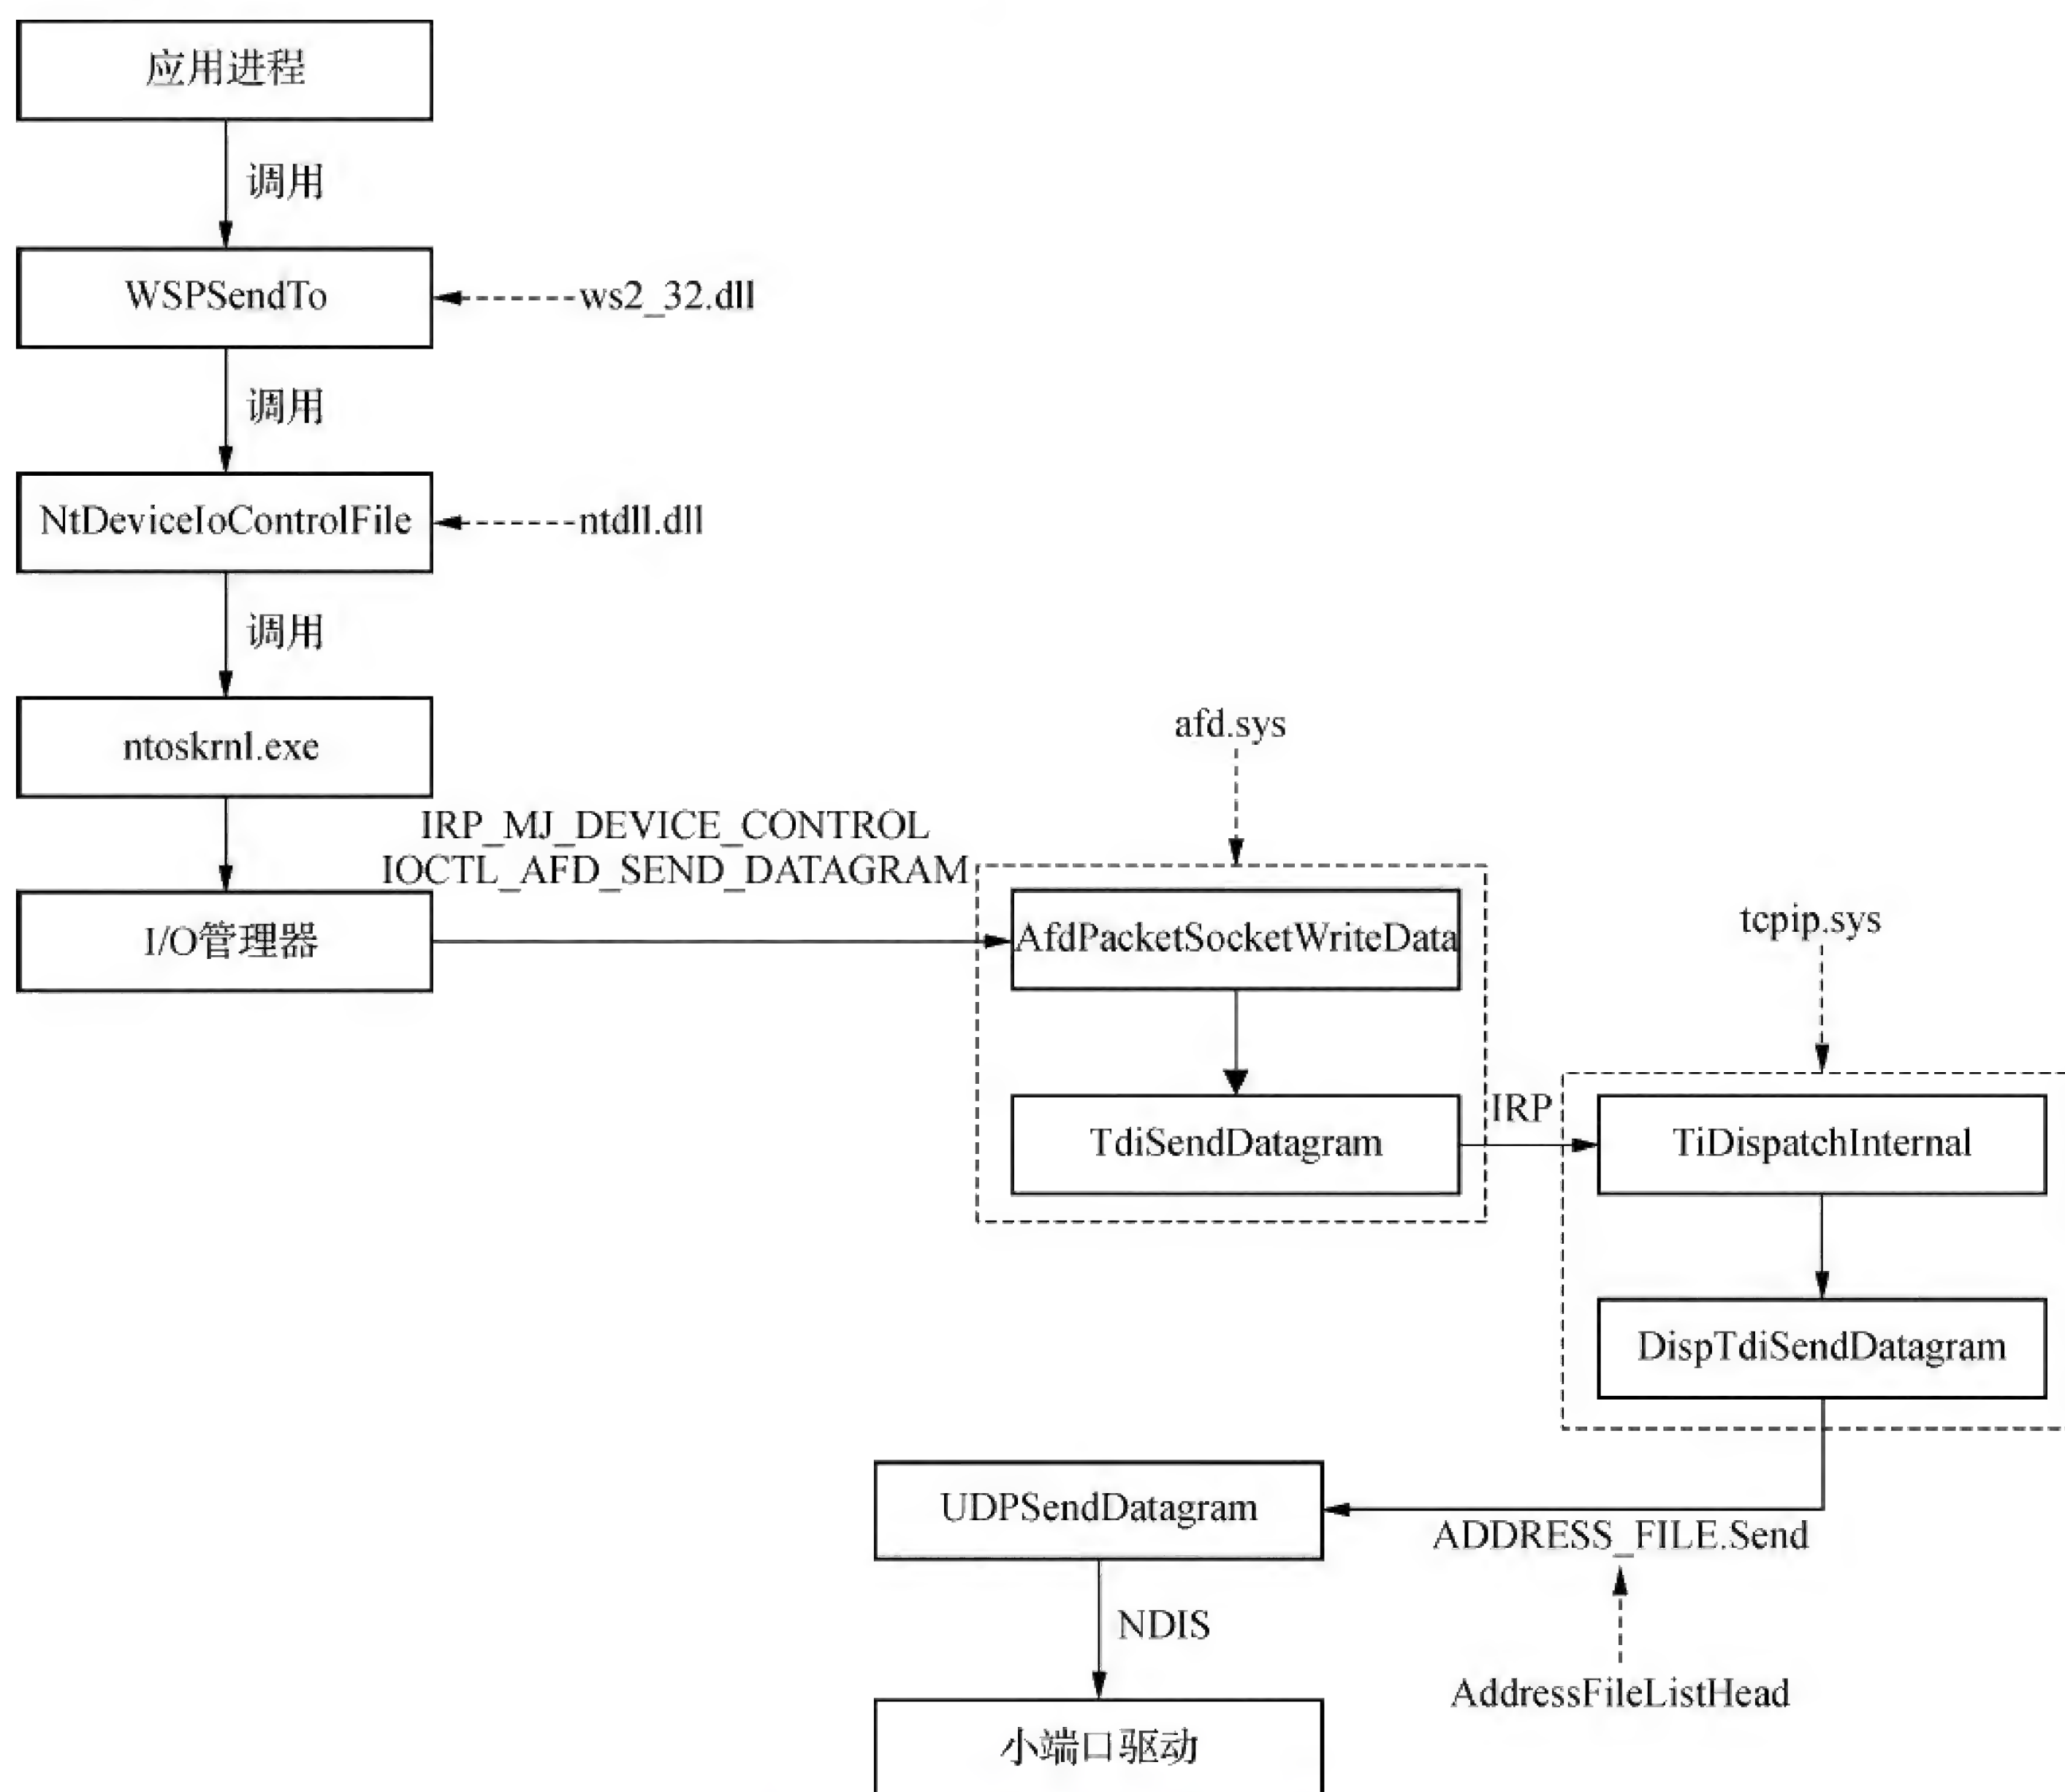 应用进程
调用
WSPSendTo
ws2_32.dll
调用
NtDeviceIoControlFile
ntdll.dll
调用
ntoskrnl.exe
afd.sys
IRP_MJ_DEVICE_CONTROL
IOCTL_AFD_SEND_DATAGRAM
I/O管理器
AfdPacketSocketWriteData
tcpip.sys
TdiSendDatagram
IRP
TiDispatchInternal
DispTdiSendDatagram
UDPSendDatagram
ADDRESS_FILE.Send
NDIS
AddressFileListHead
小端口驱动